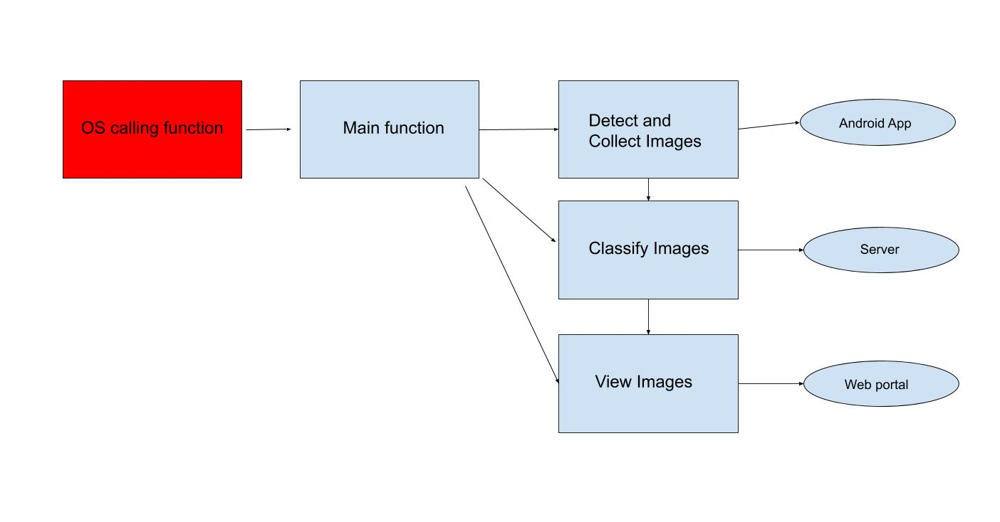 OS calling function
Main function
Detect and
Collect Images
Android App
Classify Images
Server
View Images
Web portal